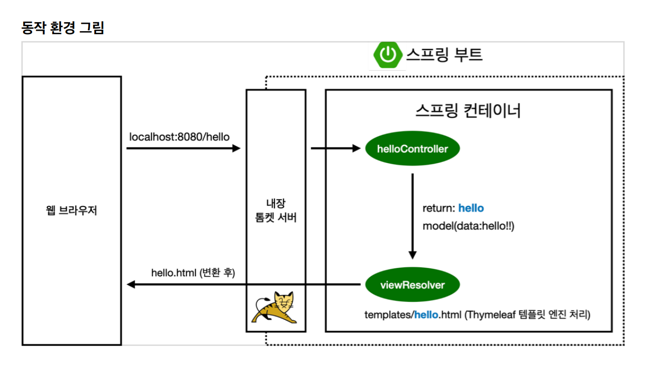 동작 환경 그림
스프링 부트
스프링 컨테이너
localhost:8080/hello
helloController
웹 브라우저
내장
톰켓 서버
return: hello
model(data:hello!!)
hello.html (변환 후)
viewResolver
templates/hello.html (Thymeleaf 템플릿 엔진 처리)